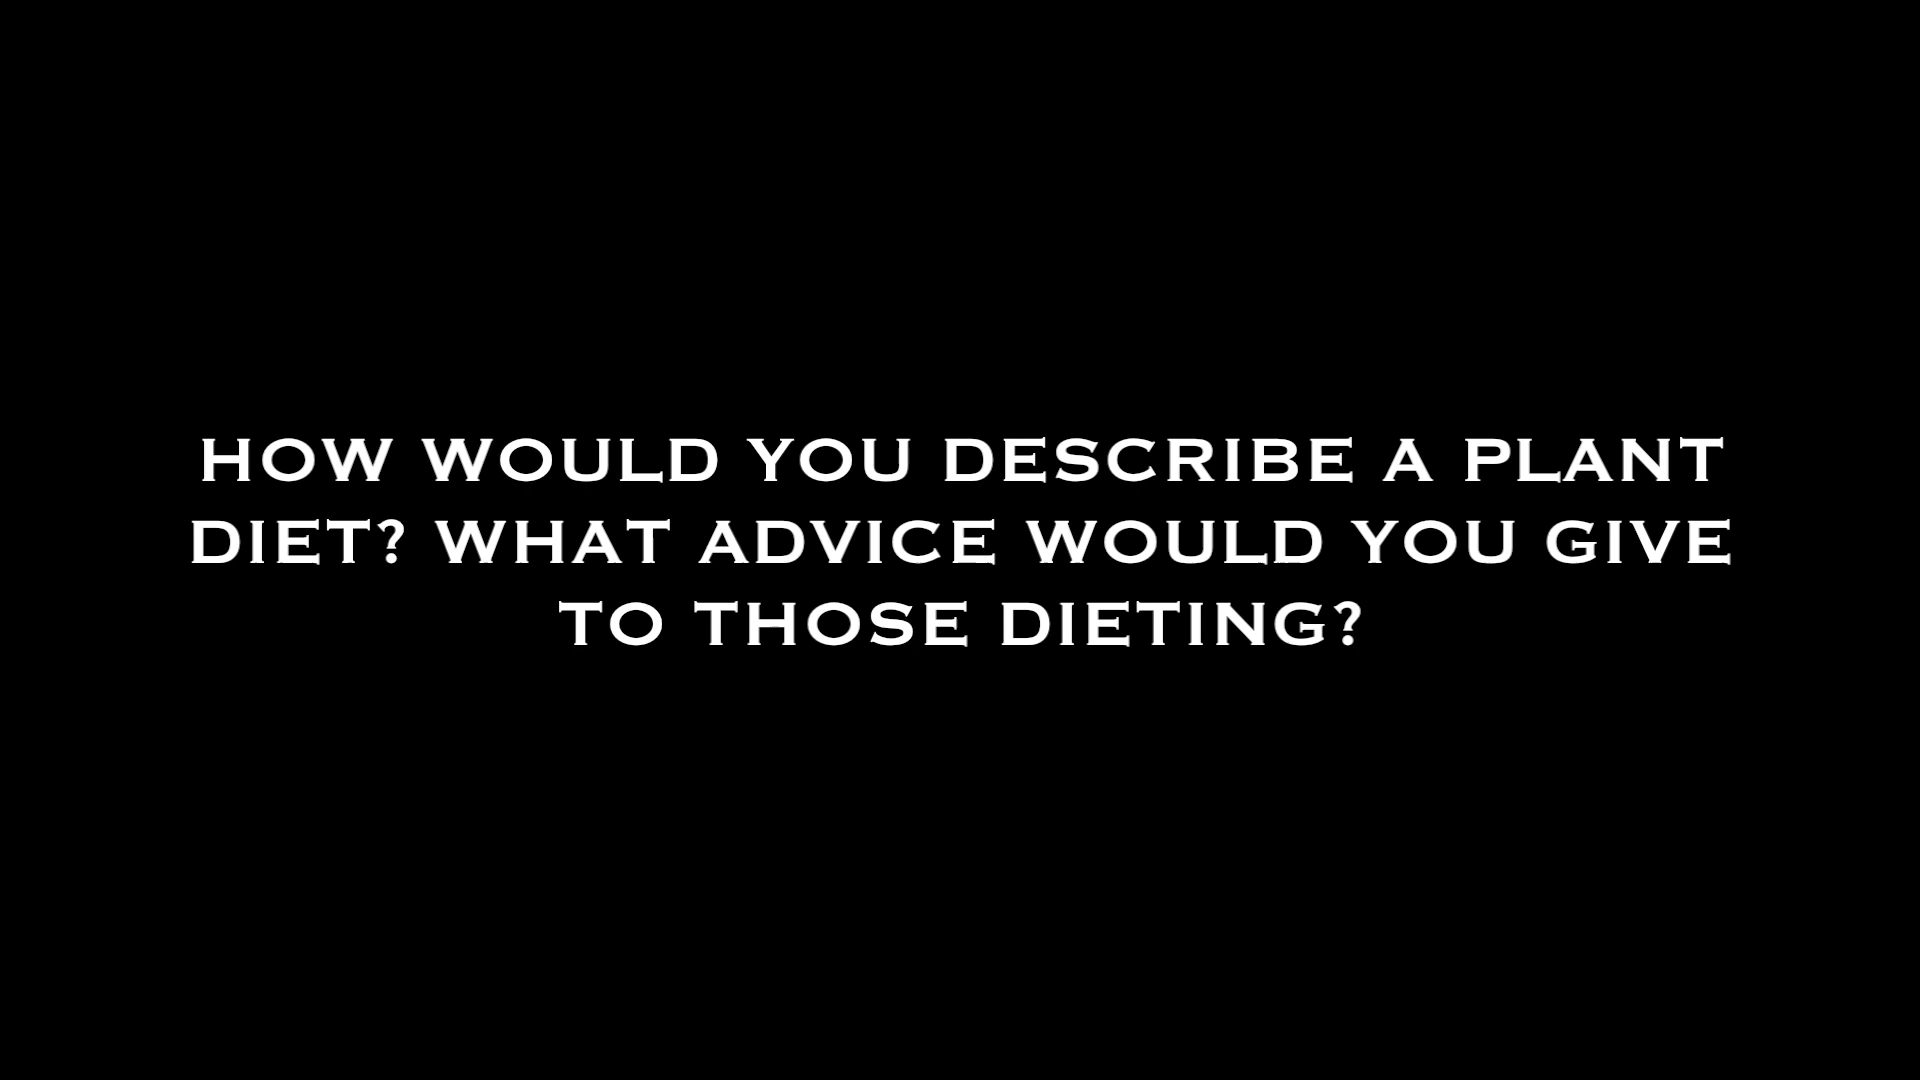 HOW WOULD YOU DESCRIBE A PLANT
DIET? WHAT ADVICE WOULD YOU GIVE
TO THOSE DIETING?